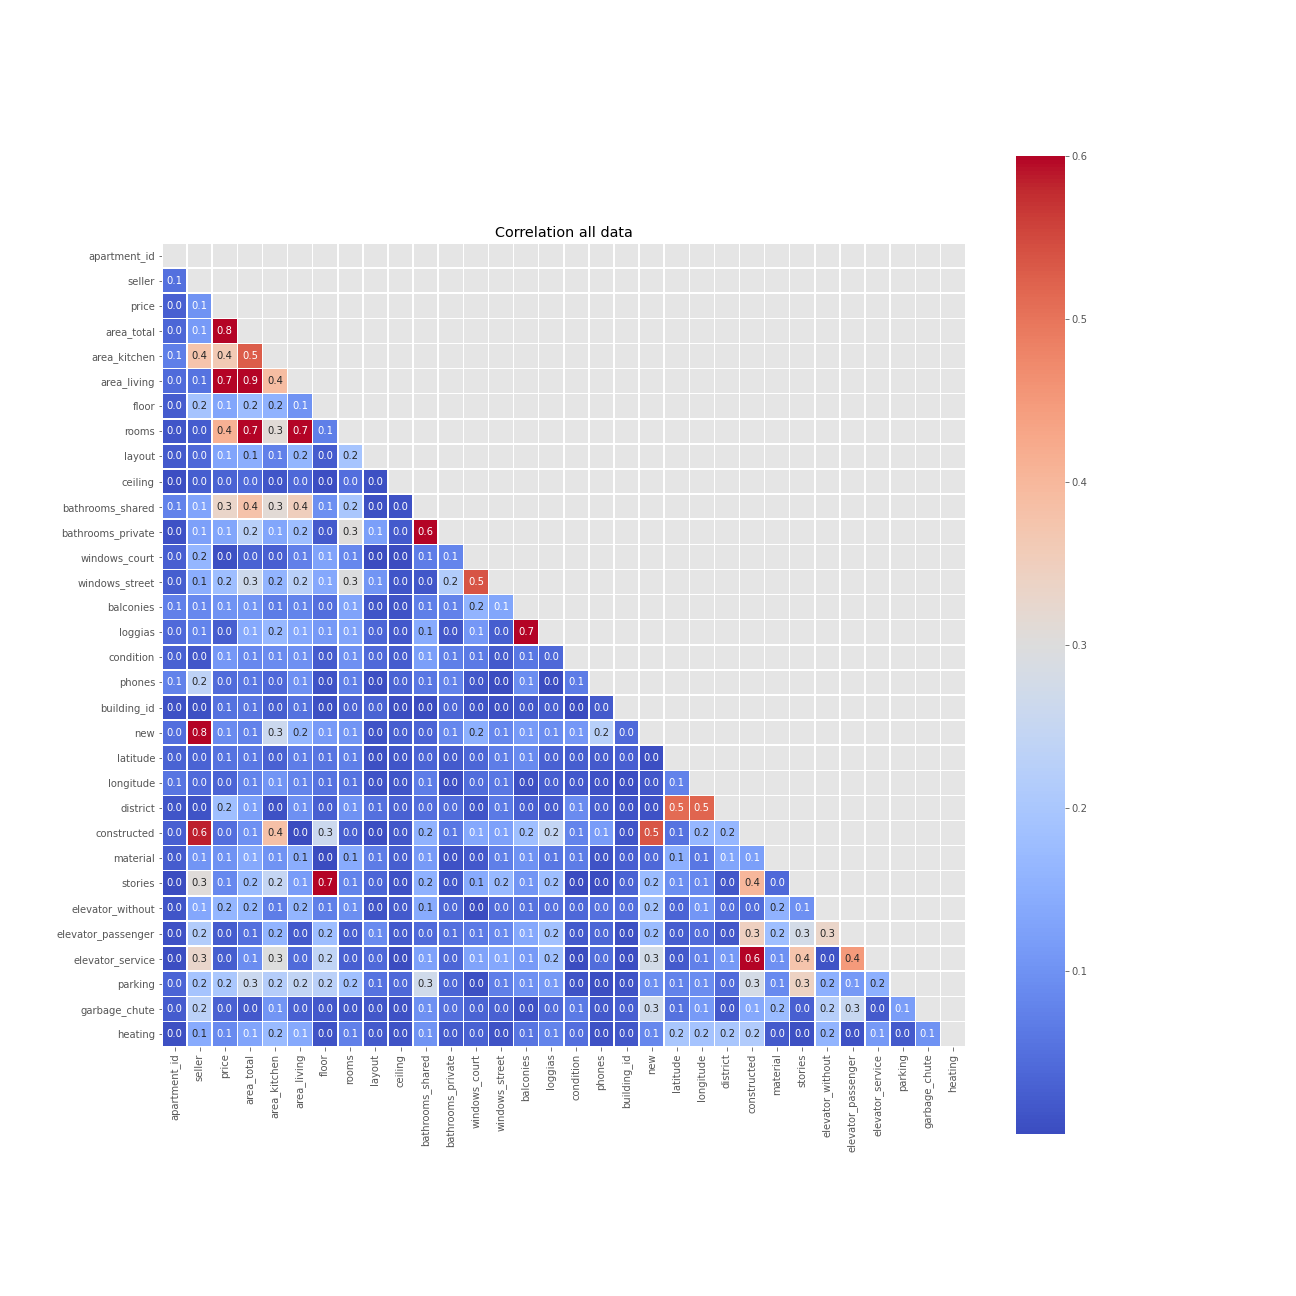 Correlation all data
0.6
apartment_id
seller 0.1
price 0.0 0.1
0.5
area_total 0.0 0.1 0.8
area_kitchen 0.1 0.4 0.4 0.5
area_living 0.0 0.1 0.7 0.9 0.4
floor 0.0 0.2 0.1 0.2 0.2 0.1
rooms 0.0 0.0 0.4 0.7 0.3 0.7 0.1
layout 0.0 0.0 0.1 0.1 0.1 0.2 0.0 0.2
ceiling 0.0 0.0 0.0 0.0 0.0 0.0 0.0 0.0 0.0
0.4
bathrooms_shared 0.1 0.1 0.3 0.4 0.3 0.4 0.1 0.2 0.0 0.0
bathrooms_private 0.0 0.1 0.1 0.2 0.1 0.2 0.0 0.3 0.1 0.0 0.6
windows_court 0.0 0.2 0.0 0.0 0.0 0.1 0.1 0.1 0.0 0.0 0.1 0.1
windows_street 0.0 0.1 0.2 0.3 0.2 0.2 0.1 0.3 0.1 0.0 0.0 0.2 0.5
balconies 0.1 0.1 0.1 0.1 0.1 0.1 0.0 0.1 0.0 0.0 0.1 0.1 0.2 0.1
loggias 0.0 0.1 0.0 0.1 0.2 0.1 0.1 0.1 0.0 0.0 0.1 0.0 0.1 0.0 0.7
0.3
condition 0.0 0.0 0.1 0.1 0.1 0.1 0.0 0.1 0.0 0.0 0.1 0.1 0.1 0.0 0.1 0.0
phones 0.1 0.2 0.0 0.1 0.0 0.1 0.0 0.1 0.0 0.0 0.1 0.1 0.0 0.0 0.1 0.0 0.1
building_id 0.0 0.0 0.1 0.1 0.0 0.1 0.0 0.0 0.0 0.0 0.0 0.0 0.0 0.0 0.0 0.0 0.0 0.0
new 0.0 0.8 0.1 0.1 0.3 0.2 0.1 0.1 0.0 0.0 0.0 0.1 0.2 0.1 0.1 0.1 0.1 0.2 0.0
latitude 0.0 0.0 0.1 0.1 0.0 0.1 0.1 0.1 0.0 0.0 0.0 0.0 0.0 0.1 0.1 0.0 0.0 0.0 0.0 0.0
longitude 0.1 0.0 0.0 0.1 0.1 0.1 0.1 0.1 0.0 0.0 0.1 0.0 0.0 0.1 0.0 0.0 0.0 0.0 0.0 0.0 0.1
district 0.0 0.0 0.2 0.1 0.0 0.1 0.0 0.1 0.1 0.0 0.0 0.0 0.0 0.1 0.0 0.0 0.1 0.0 0.0 0.0 0.5 0.5
0.2
constructed 0.0 0.6 0.0 0.1 0.4 0.0 0.3 0.0 0.0 0.0 0.2 0.1 0.1 0.1 0.2 0.2 0.1 0.1 0.0 0.5 0.1 0.2 0.2
material 0.0 0.1 0.1 0.1 0.1 0.1 0.0 0.1 0.1 0.0 0.1 0.0 0.0 0.1 0.1 0.1 0.1 0.0 0.0 0.0 0.1 0.1 0.1 0.1
stories 0.0 0.3 0.1 0.2 0.2 0.1 0.7 0.1 0.0 0.0 0.2 0.0 0.1 0.2 0.1 0.2 0.0 0.0 0.0 0.2 0.1 0.1 0.0 0.4 0.0
elevator_without 0.0 0.1 0.2 0.2 0.1 0.2 0.1 0.1 0.0 0.0 0.1 0.0 0.0 0.0 0.1 0.0 0.0 0.0 0.0 0.2 0.0 0.1 0.0 0.0 0.2 0.1
elevator_passenger 0.0 0.2 0.0 0.1 0.2 0.0 0.2 0.0 0.1 0.0 0.0 0.0 0.1 0.1 0.1 0.2 0.0 0.0 0.0 0.2 0.0 0.1 0.0 0.3 0.2 0.3 0.3
elevator_service 0.0 0.3 0.0 0.1 0.3 0.0 0.2 0.0 0.0 0.0 0.1 0.0 0.1 0.1 0.1 0.2 0.0 0.0 0.0 0.3 0.0 0.1 0.1 0.6 0.1 0.4 0.0 0.4
0.1
parking 0.0 0.2 0.2 0.3 0.2 0.2 0.2 0.2 0.1 0.0 0.3 0.0 0.0 0.1 0.1 0.1 0.0 0.0 0.0 0.1 0.1 0.1 0.0 0.3 0.1 0.3 0.2 0.1 0.2
garbage_chute 0.0 0.2 0.0 0.0 0.1 0.0 0.0 0.0 0.0 0.0 0.1 0.0 0.0 0.0 0.0 0.0 0.1 0.0 0.0 0.3 0.1 0.1 0.0 0.1 0.2 0.0 0.2 0.3 0.0 0.1
heating 0.0 0.1 0.1 0.1 0.2 0.1 0.0 0.1 0.0 0.0 0.1 0.0 0.0 0.0 0.1 0.1 0.0 0.0 0.0 0.1 0.2 0.2 0.2 0.2 0.0 0.0 0.2 0.0 0.1 0.0 0.1
apartment_id
seller
price
area_total
area_kitchen
area_living
floor
rooms
layout
ceiling
bathrooms_shared
bathrooms_private
windows_court
windows_street
balconies
loggias
condition
phones
building_id
new
latitude
longitude
district
constructed
material
stories
elevator_without
elevator_passenger
elevator_service
parking
garbage_chute
heating